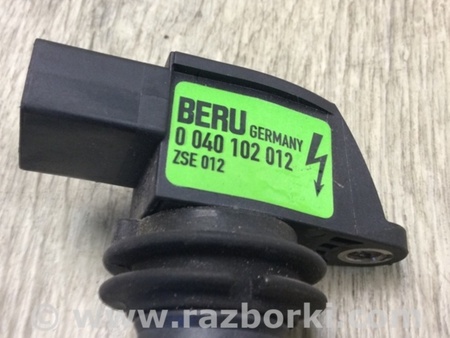 BERU GERMANY
0 040 102 012
ZSE 012
© www.razborki.com